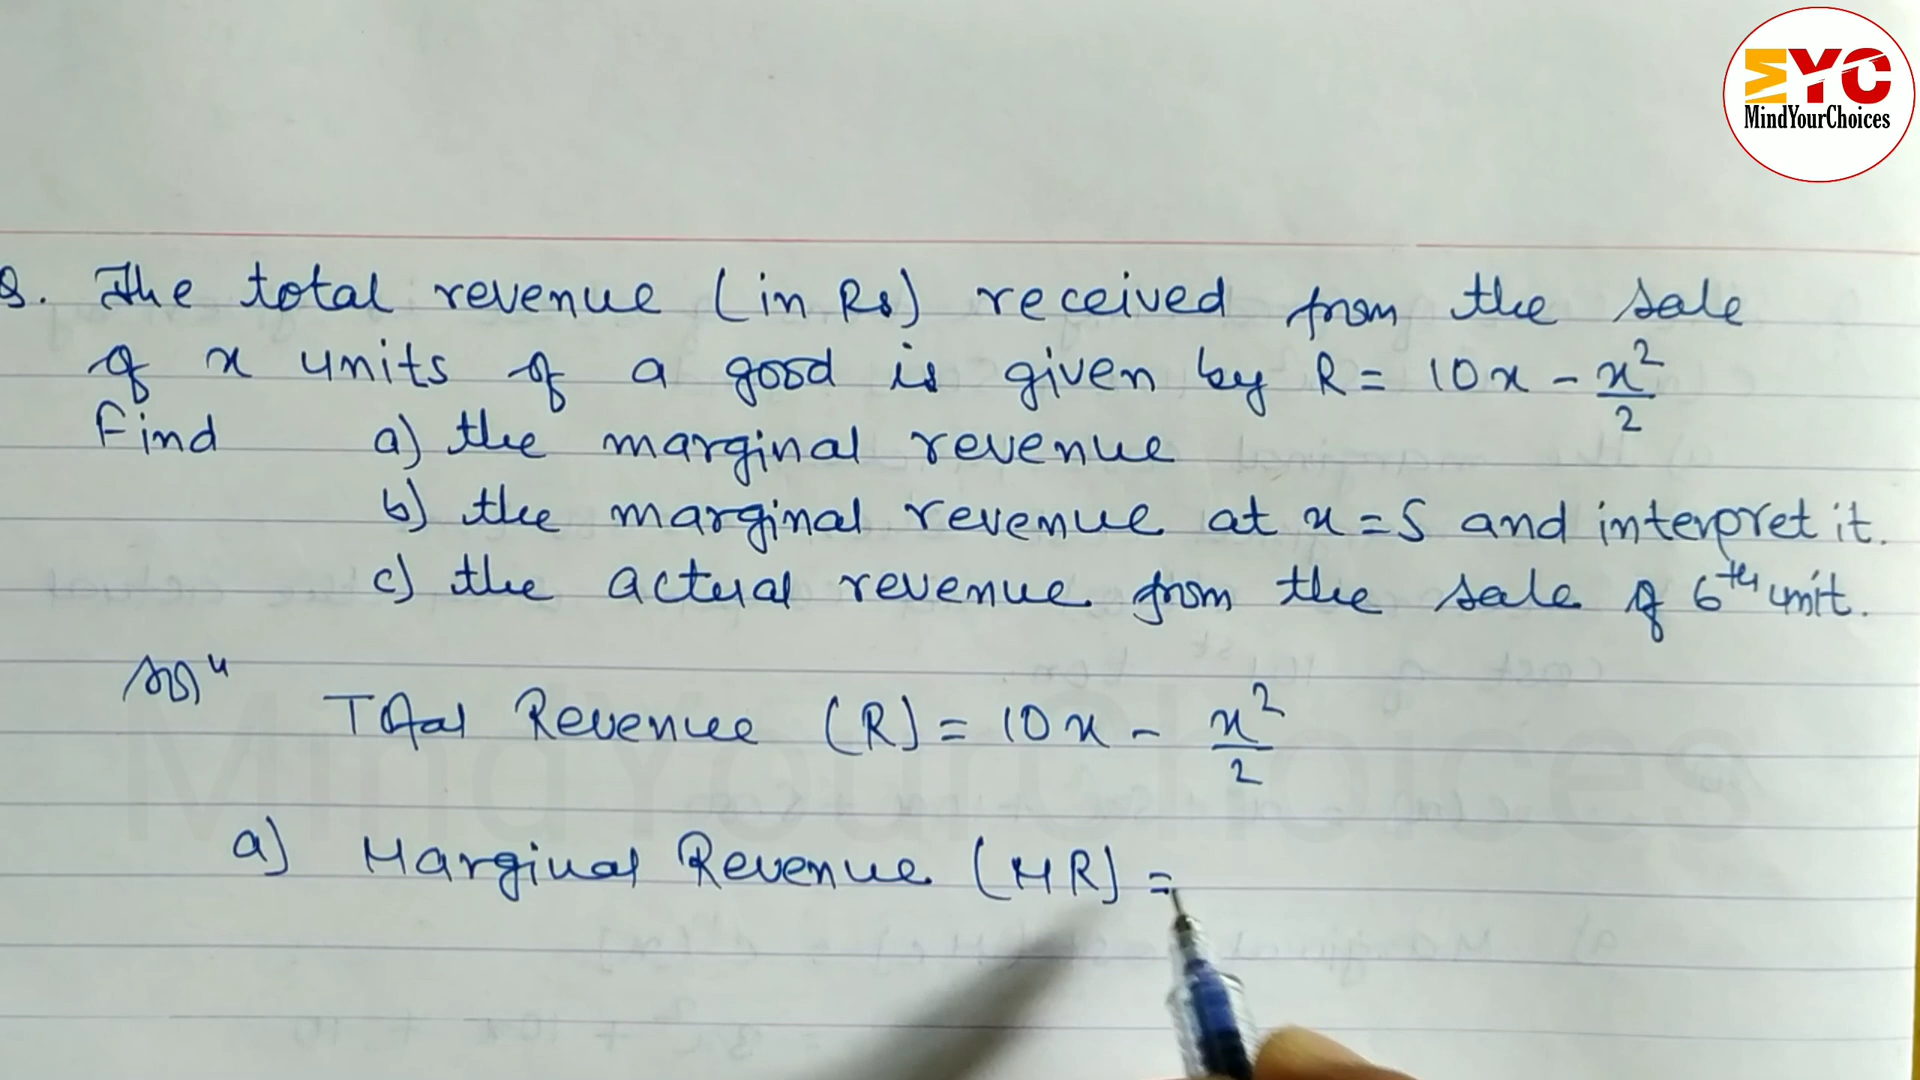 MYC
MindYourChoices
Q. The total revenue (in Rs) received from the sale
of x units of a good is given by R = 10x - x²/2
Find a) the marginal revenue
b) the marginal revenue at x = 5 and interpret it.
c) the actual revenue from the sale of 6th unit.
Solⁿ
Total Revenue (R) = 10x - x²/2
MindYourChoices
a) Marginal Revenue (MR) =